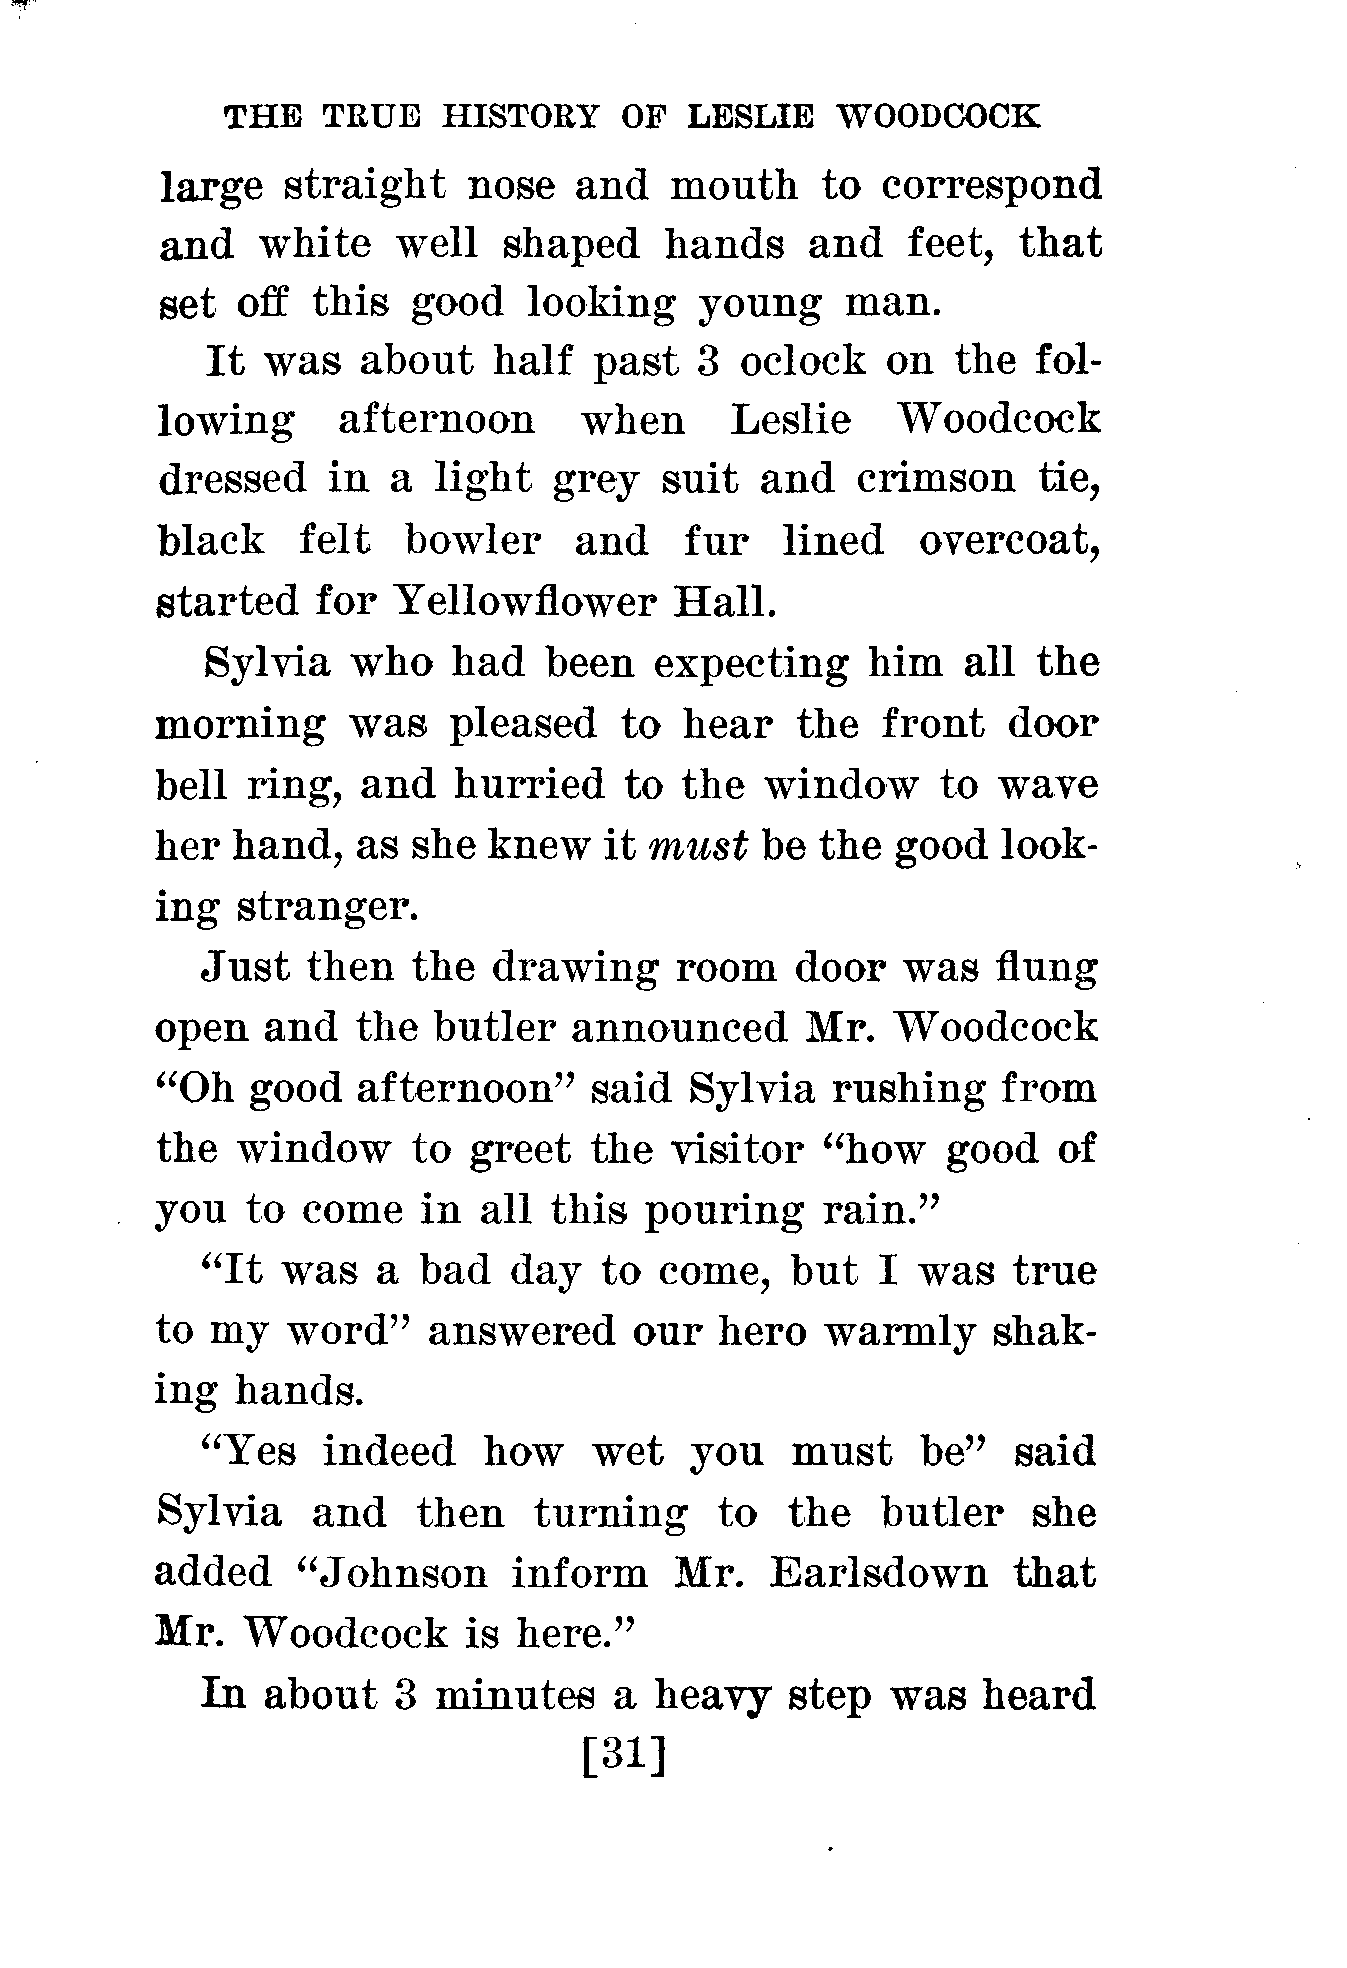 THE TRUE HISTORY OF LESLIE WOODCOCK
large straight nose and mouth to correspond
and white well shaped hands and feet, that
set off this good looking young man.
It was about half past 3 oclock on the fol-
lowing afternoon when Leslie Woodcock
dressed in a light grey suit and crimson tie,
black felt bowler and fur lined overcoat,
started for Yellowflower Hall.
Sylvia who had been expecting him all the
morning was pleased to hear the front door
bell ring, and hurried to the window to wave
her hand, as she knew it must be the good look-
ing stranger.
Just then the drawing room door was flung
open and the butler announced Mr. Woodcock
“Oh good afternoon” said Sylvia rushing from
the window to greet the visitor “how good of
you to come in all this pouring rain.”
“It was a bad day to come, but I was true
to my word” answered our hero warmly shak-
ing hands.
“Yes indeed how wet you must be” said
Sylvia and then turning to the butler she
added “Johnson inform Mr. Earlsdown that
Mr. Woodcock is here.”
In about 3 minutes a heavy step was heard
[31]